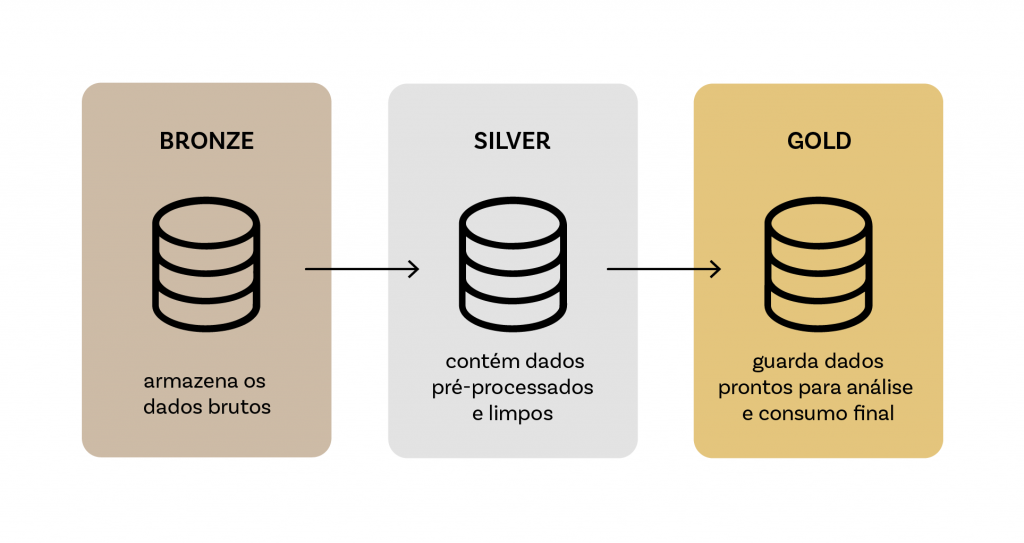 BRONZE
armazena os
dados brutos
SILVER
contém dados
pré-processados
e limpos
GOLD
guarda dados
prontos para análise
e consumo final